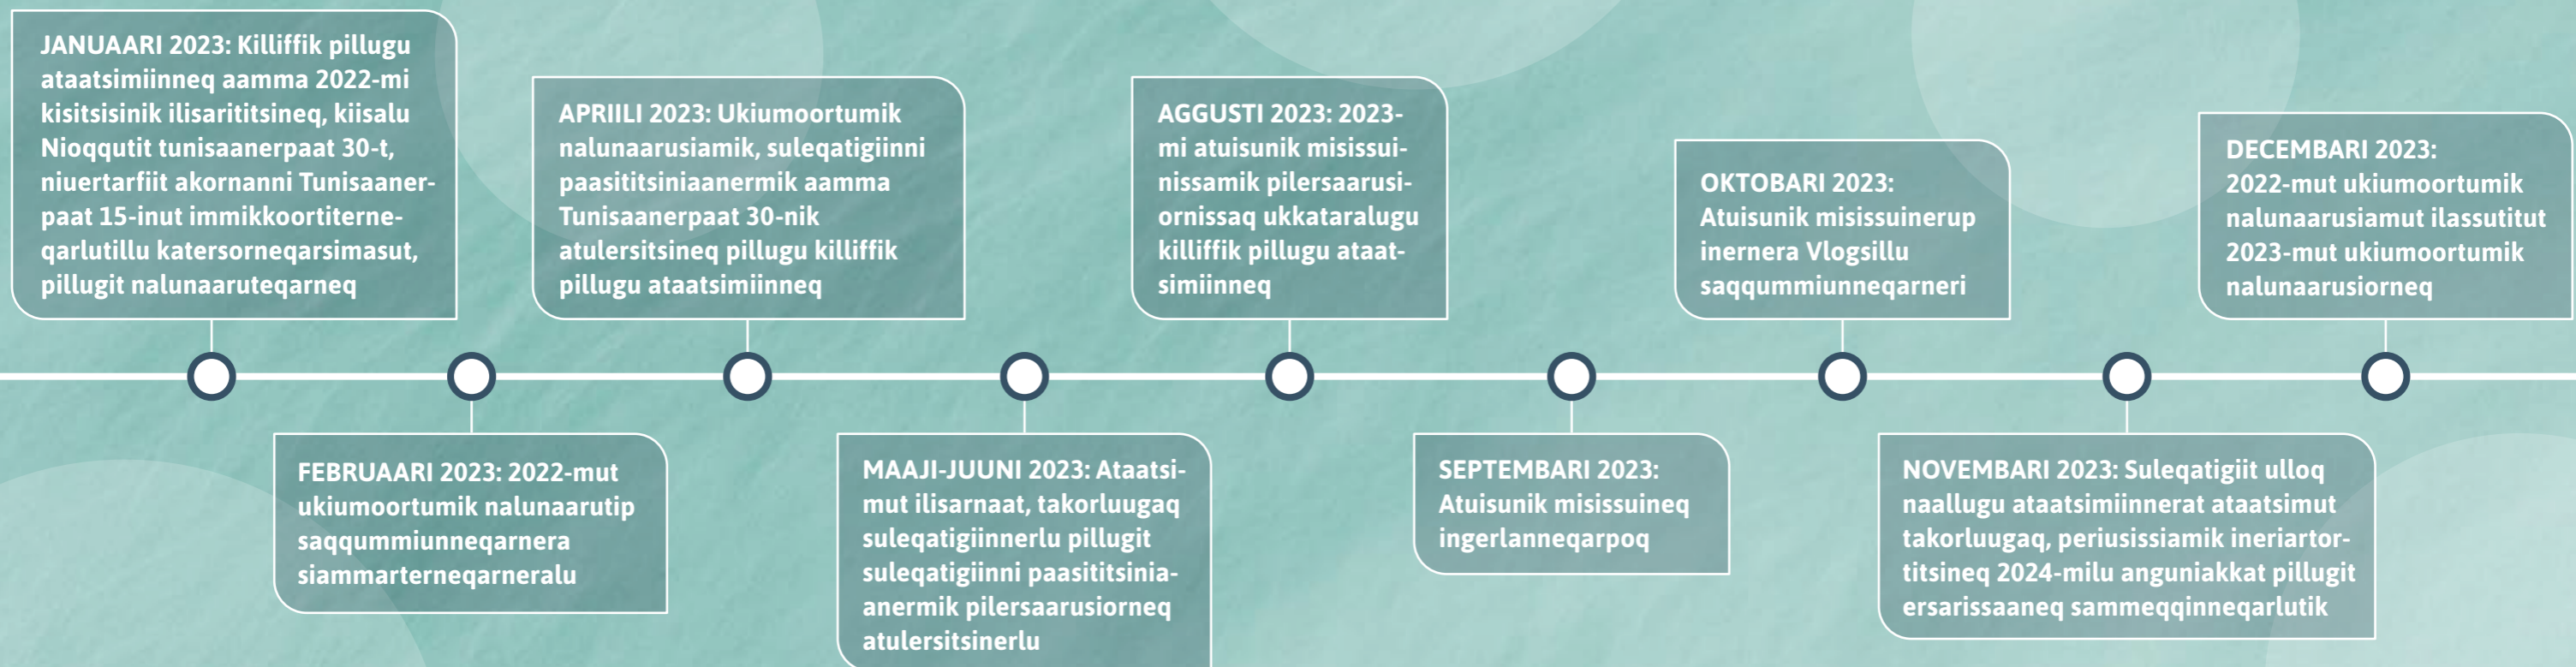 JANUAARI 2023: Killiffik pillugu
ataatsimiinneq aamma 2022-mi
kisitsisinik ilisarititsineq, kiisalu
Nioqqutit tunisaanerpaat 30-t,
niuertarfiit akornanni Tunisaaner-
paat 15-inut immikkoortiterne-
qarlutillu katersorneqarsimasut,
pillugit nalunaaruteqarneq
FEBRUAARI 2023: 2022-mut
ukiumoortumik nalunaarutip
saqqummiunneqarnera
siammarterneqarneralu
APRIILI 2023: Ukiumoortumik
nalunaarusiamik, suleqatigiinni
paasititsiniaanermik aamma
Tunisaanerpaat 30-nik
atulersitsineq pillugu killiffik
pillugu ataatsimiinneq
MAAJI-JUUNI 2023: Ataatsi-
mut ilisarnaat, takorluugaq
suleqatigiinnerlu pillugit
suleqatigiinni paasititsinia-
anermik pilersaarusiorneq
atulersitsinerlu
AGGUSTI 2023: 2023-
mi atuisunik misissui-
nissamik pilersaarusi-
ornissaq ukkataralugu
killiffik pillugu ataat-
simiinneq
SEPTEMBARI 2023:
Atuisunik misissuineq
ingerlanneqarpoq
OKTOBARI 2023:
Atuisunik misissuinerup
inernera Vlogsillu
saqqummiunneqarneri
NOVEMBARI 2023: Suleqatigiit ulloq
naallugu ataatsimiinnerat ataatsimut
takorluugaq, periusissiamik ineriartor-
titsineq 2024-milu anguniakkat pillugit
ersarissaaneq sammeqqinneqarlutik
DECEMBARI 2023:
2022-mut ukiumoortumik
nalunaarusiamut ilassutitut
2023-mut ukiumoortumik
nalunaarusiorneq